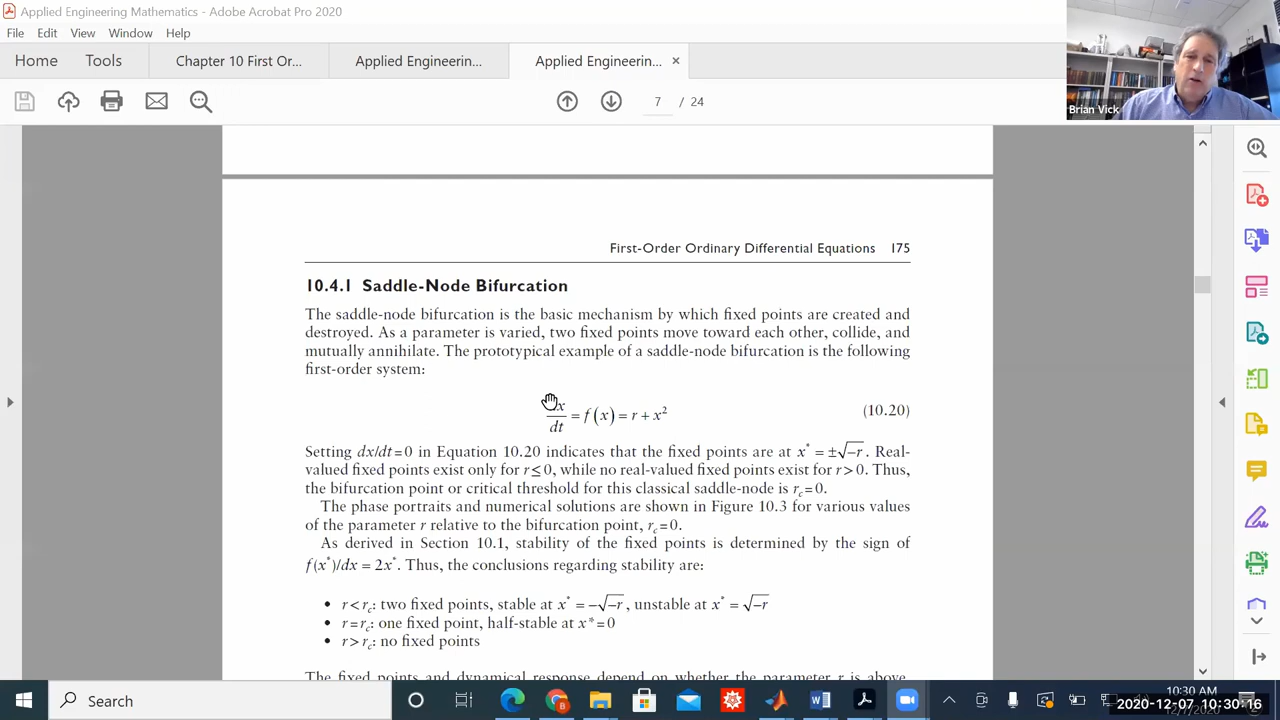 Applied Engineering Mathematics - Adobe Acrobat Pro 2020
File Edit View Window Help
Home Tools Chapter 10 First Or... Applied Engineerin... Applied Engineerin... ×
7 / 24
Brian Vick
First-Order Ordinary Differential Equations 175
10.4.1 Saddle-Node Bifurcation
The saddle-node bifurcation is the basic mechanism by which fixed points are created and
destroyed. As a parameter is varied, two fixed points move toward each other, collide, and
mutually annihilate. The prototypical example of a saddle-node bifurcation is the following
first-order system:
x/dt = f(x) = r + x² (10.20)
Setting dx/dt = 0 in Equation 10.20 indicates that the fixed points are at x* = ±√−r. Real-
valued fixed points exist only for r ≤ 0, while no real-valued fixed points exist for r > 0. Thus,
the bifurcation point or critical threshold for this classical saddle-node is r_c = 0.
The phase portraits and numerical solutions are shown in Figure 10.3 for various values
of the parameter r relative to the bifurcation point, r_c = 0.
As derived in Section 10.1, stability of the fixed points is determined by the sign of
f(x*)/dx = 2x*. Thus, the conclusions regarding stability are:
• r < r_c: two fixed points, stable at x* = −√−r, unstable at x* = √−r
• r = r_c: one fixed point, half-stable at x* = 0
• r > r_c: no fixed points
The fixed points and dynamical response depend on whether the parameter r is above,
Search
10:30 AM
2020-12-07 10:30:16